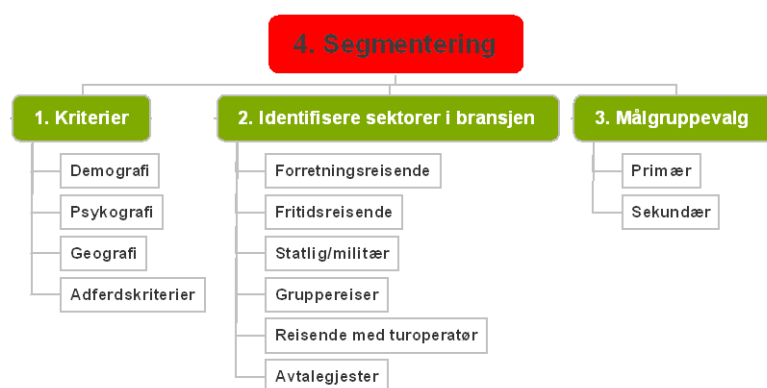 4. Segmentering
1. Kriterier
Demografi
Psykografi
Geografi
Adferdskriterier
2. Identifisere sektorer i bransjen
Forretningsreisende
Fritidsreisende
Statlig/militær
Gruppereiser
Reisende med turoperatør
Avtalegjester
3. Målgruppevalg
Primær
Sekundær